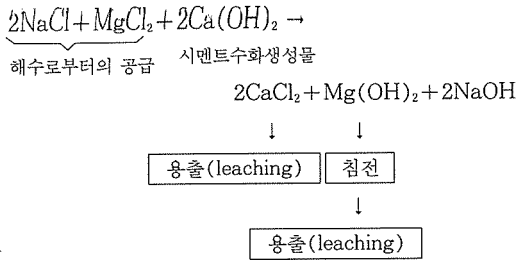 2NaCl+MgCl₂+2Ca(OH)₂→
해수로부터의 공급 시멘트수화생성물
2CaCl₂+Mg(OH)₂+2NaOH
↓ ↓
용출(leaching) 침전
↓
용출(leaching)